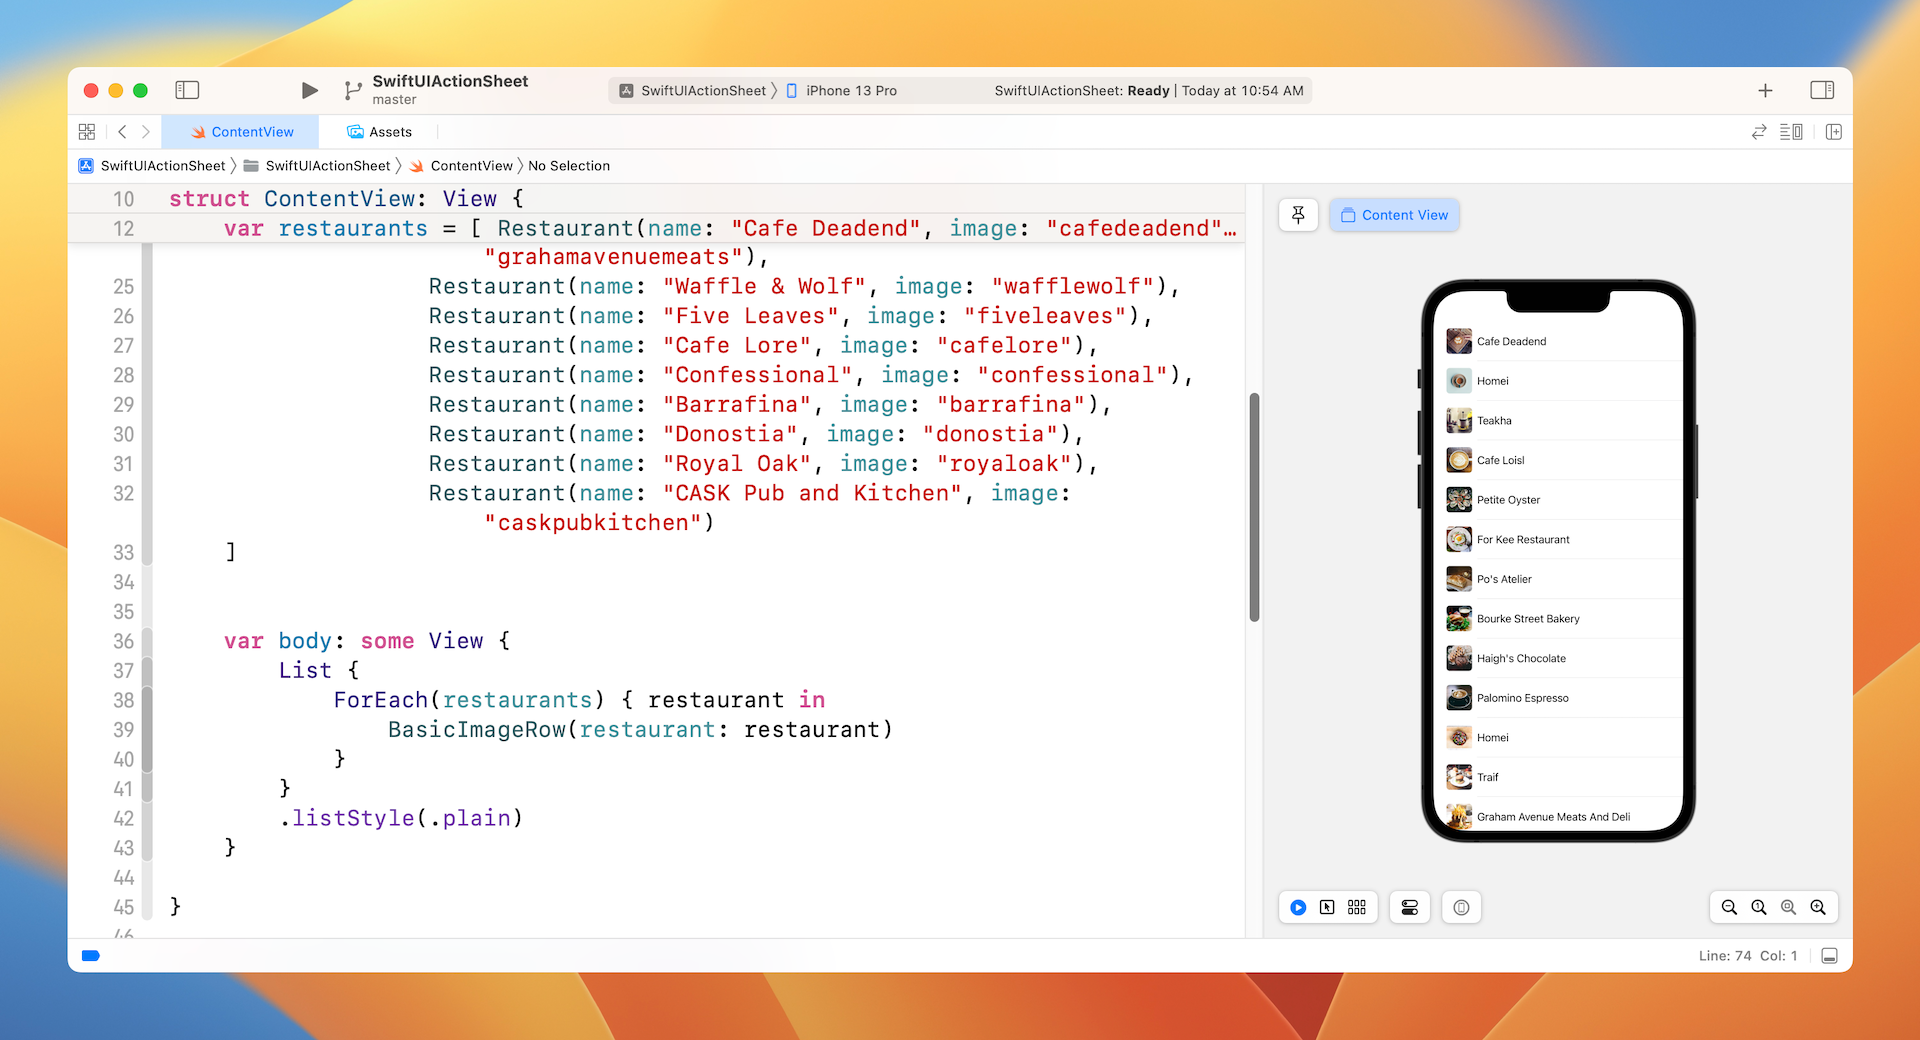 SwiftUIActionSheet
master
SwiftUIActionSheet 〉 iPhone 13 Pro
SwiftUIActionSheet: Ready | Today at 10:54 AM
ContentView
Assets
SwiftUIActionSheet 〉 SwiftUIActionSheet 〉 ContentView 〉 No Selection
10 struct ContentView: View {
12 var restaurants = [ Restaurant(name: "Cafe Deadend", image: "cafedeadend"…
"grahamavenuemeats"),
25 Restaurant(name: "Waffle & Wolf", image: "wafflewolf"),
26 Restaurant(name: "Five Leaves", image: "fiveleaves"),
27 Restaurant(name: "Cafe Lore", image: "cafelore"),
28 Restaurant(name: "Confessional", image: "confessional"),
29 Restaurant(name: "Barrafina", image: "barrafina"),
30 Restaurant(name: "Donostia", image: "donostia"),
31 Restaurant(name: "Royal Oak", image: "royaloak"),
32 Restaurant(name: "CASK Pub and Kitchen", image:
"caskpubkitchen")
33 ]
34
35
36 var body: some View {
37 List {
38 ForEach(restaurants) { restaurant in
39 BasicImageRow(restaurant: restaurant)
40 }
41 }
42 .listStyle(.plain)
43 }
44
45 }
46
Content View
Cafe Deadend
Homei
Teakha
Cafe Loisl
Petite Oyster
For Kee Restaurant
Po's Atelier
Bourke Street Bakery
Haigh's Chocolate
Palomino Espresso
Homei
Traif
Graham Avenue Meats And Deli
Line: 74 Col: 1